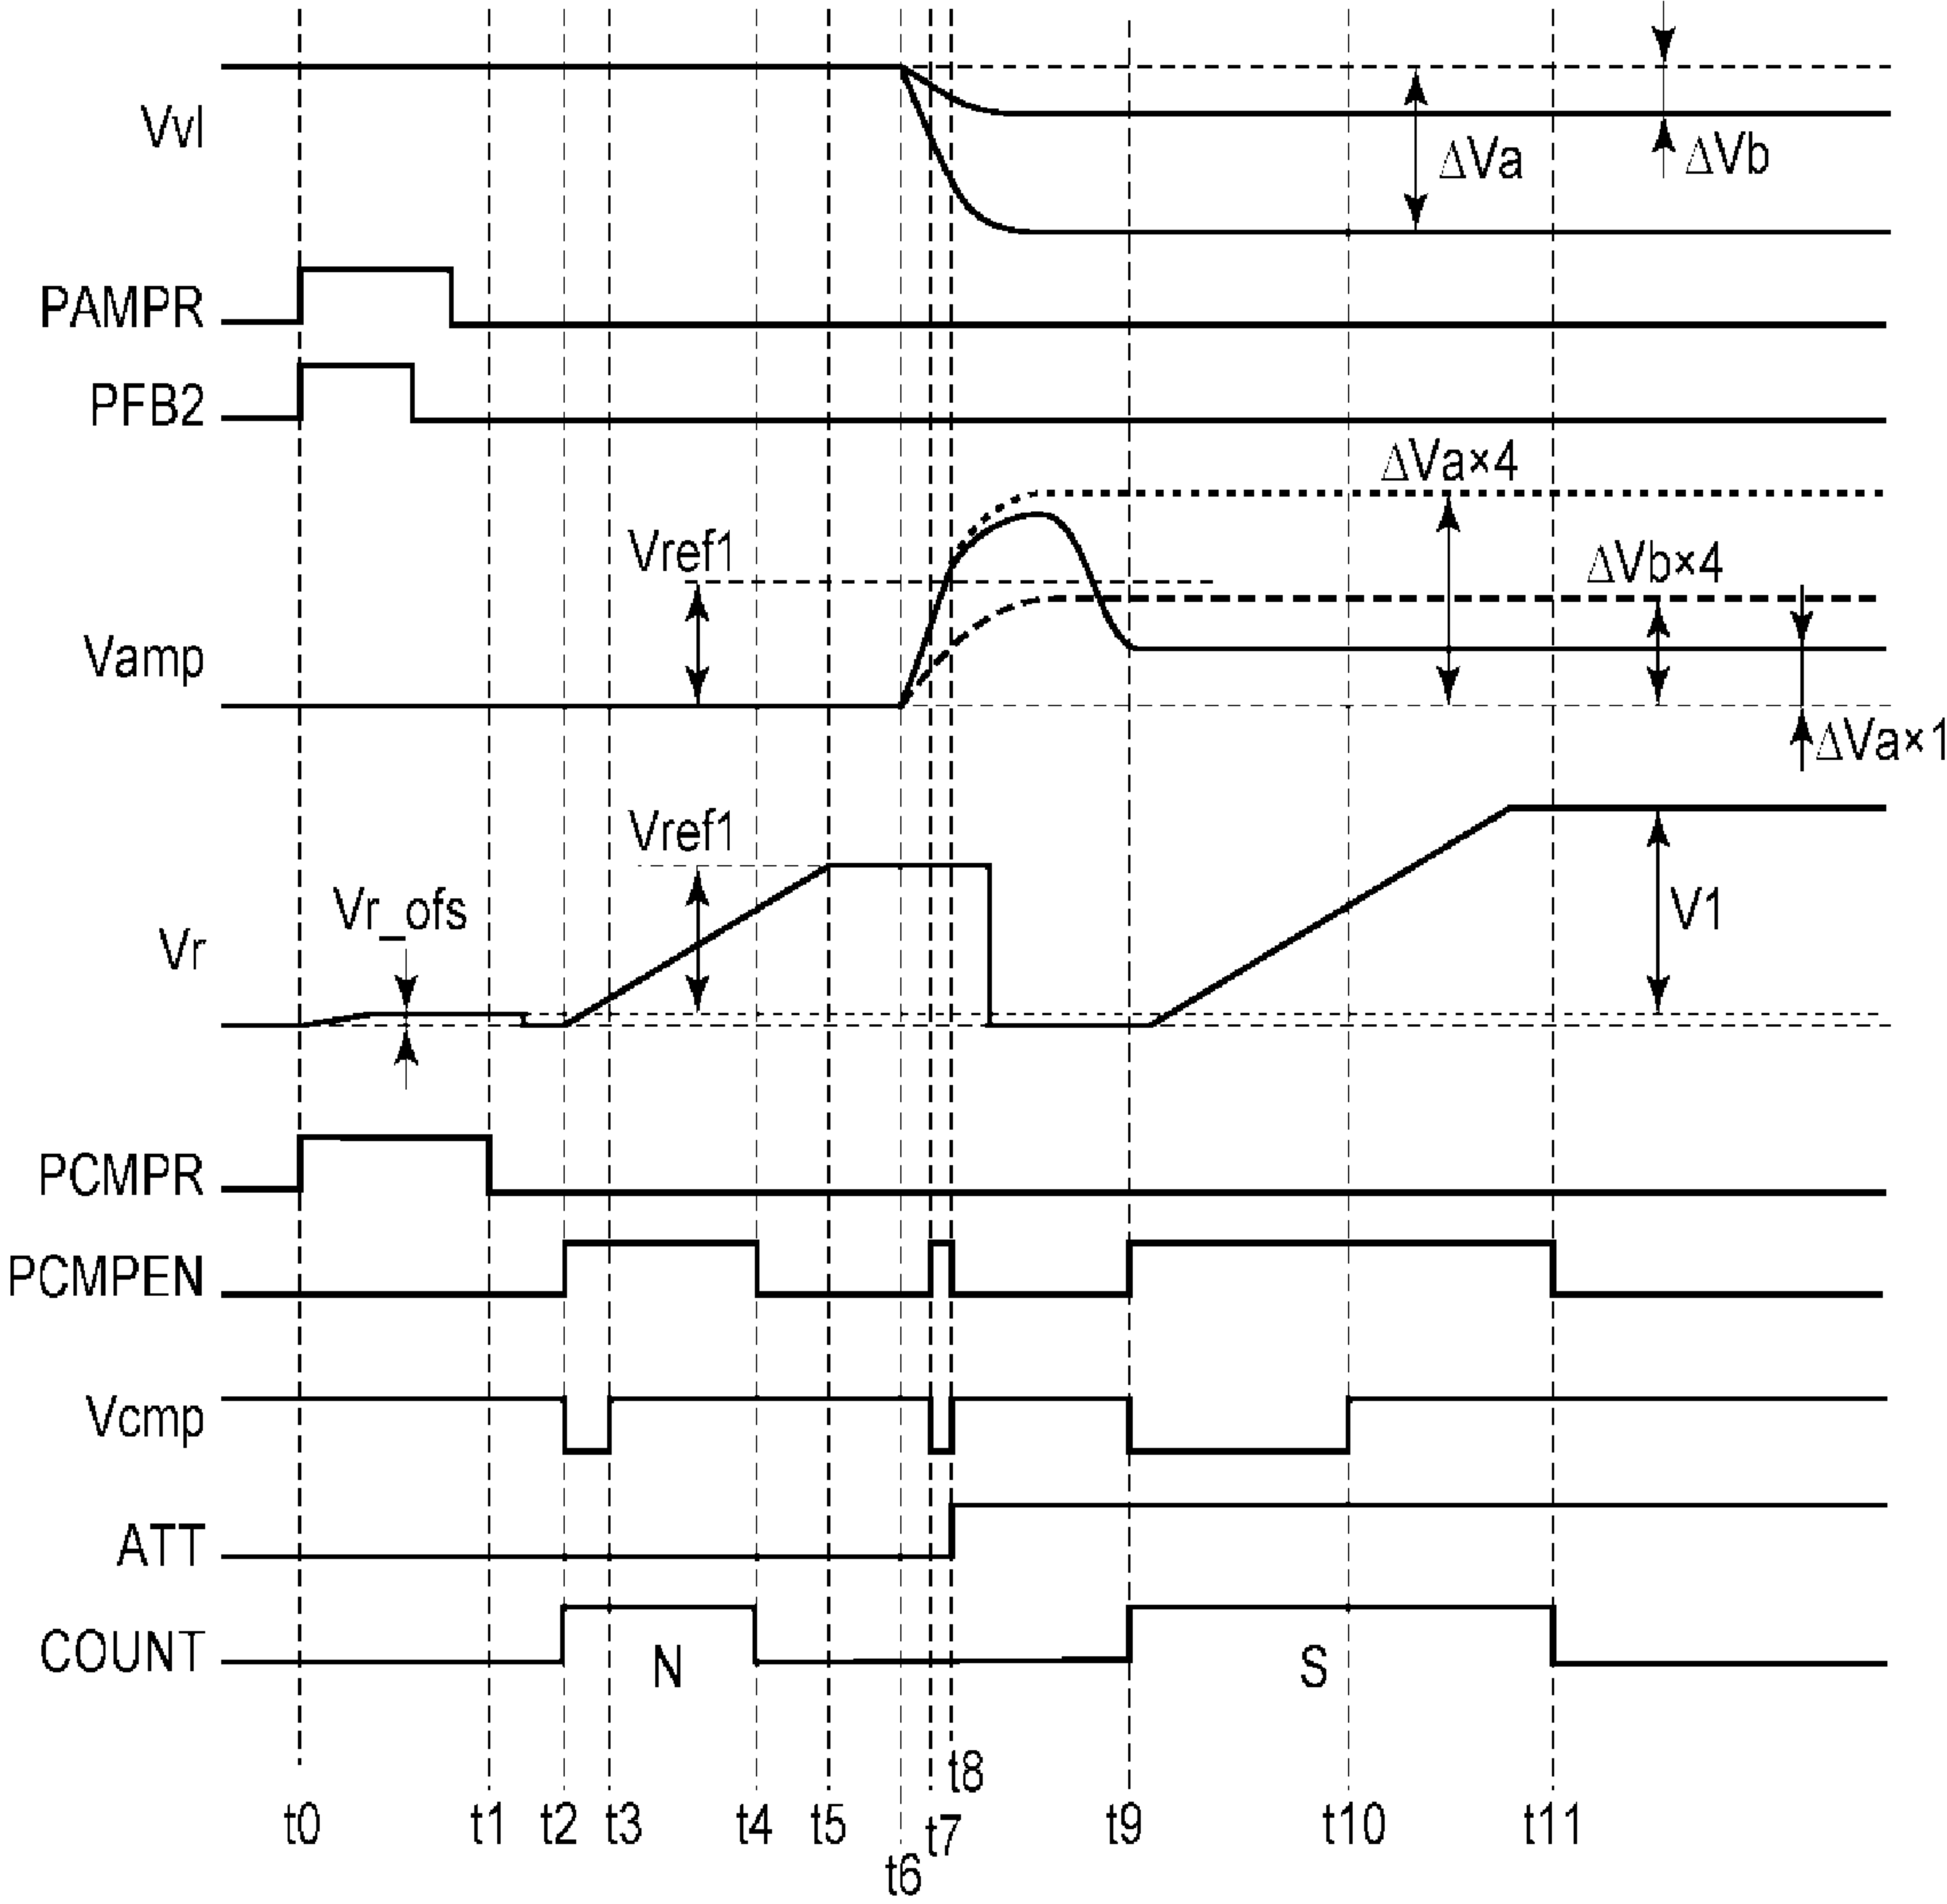 Vvl
ΔVa
ΔVb
PAMPR
PFB2
ΔVa×4
Vref1
ΔVb×4
Vamp
ΔVa×1
Vref1
Vr_ofs
V1
Vr
PCMPR
PCMPEN
Vcmp
ATT
COUNT
N
S
t8
t0 t1 t2 t3 t4 t5 t7 t9 t10 t11
t6